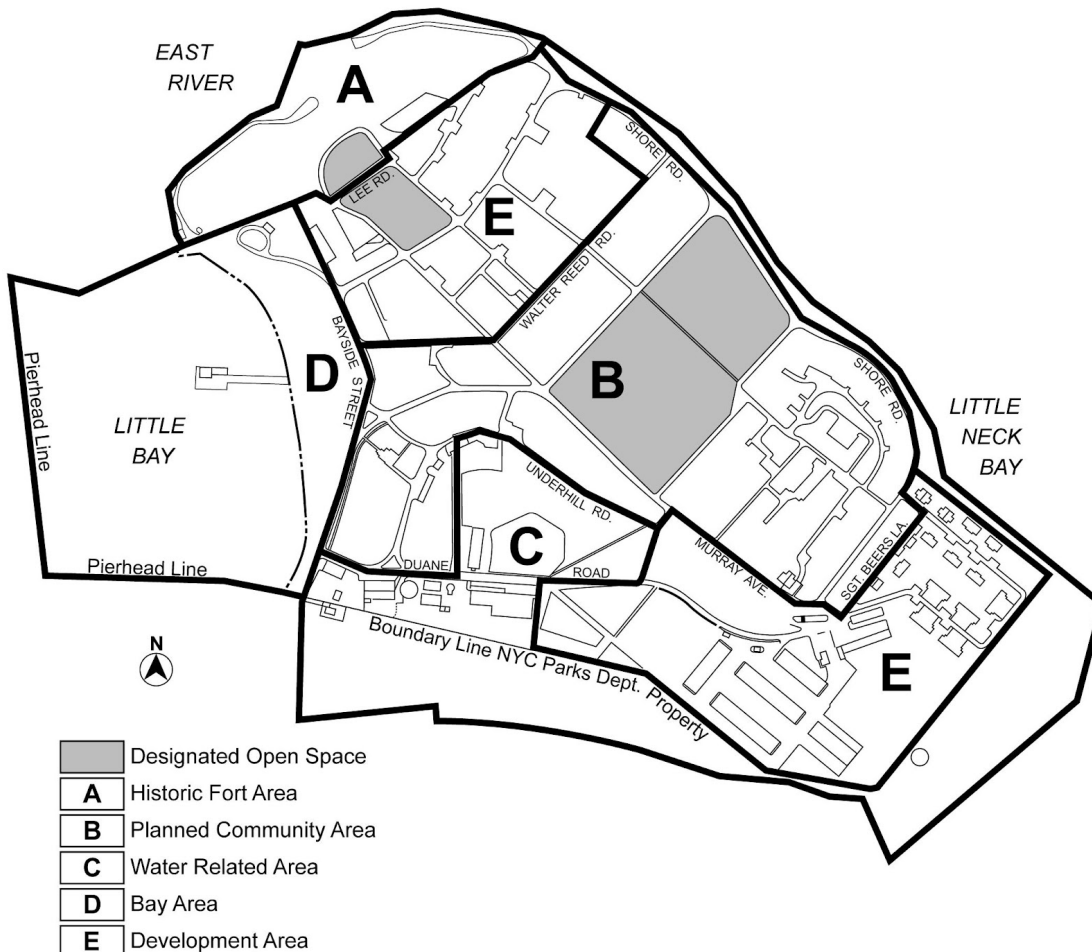 EAST
RIVER
A
SHORE RD.
LEE RD.
E
WALTER REED RD.
BAYSIDE STREET
D
B
SHORE RD.
LITTLE
NECK
BAY
Pierhead Line
LITTLE
BAY
UNDERHILL RD.
C
DUANE ROAD
MURRAY AVE.
SGT. BEERS LA.
Pierhead Line
Boundary Line NYC Parks Dept. Property
E
N
Designated Open Space
A Historic Fort Area
B Planned Community Area
C Water Related Area
D Bay Area
E Development Area